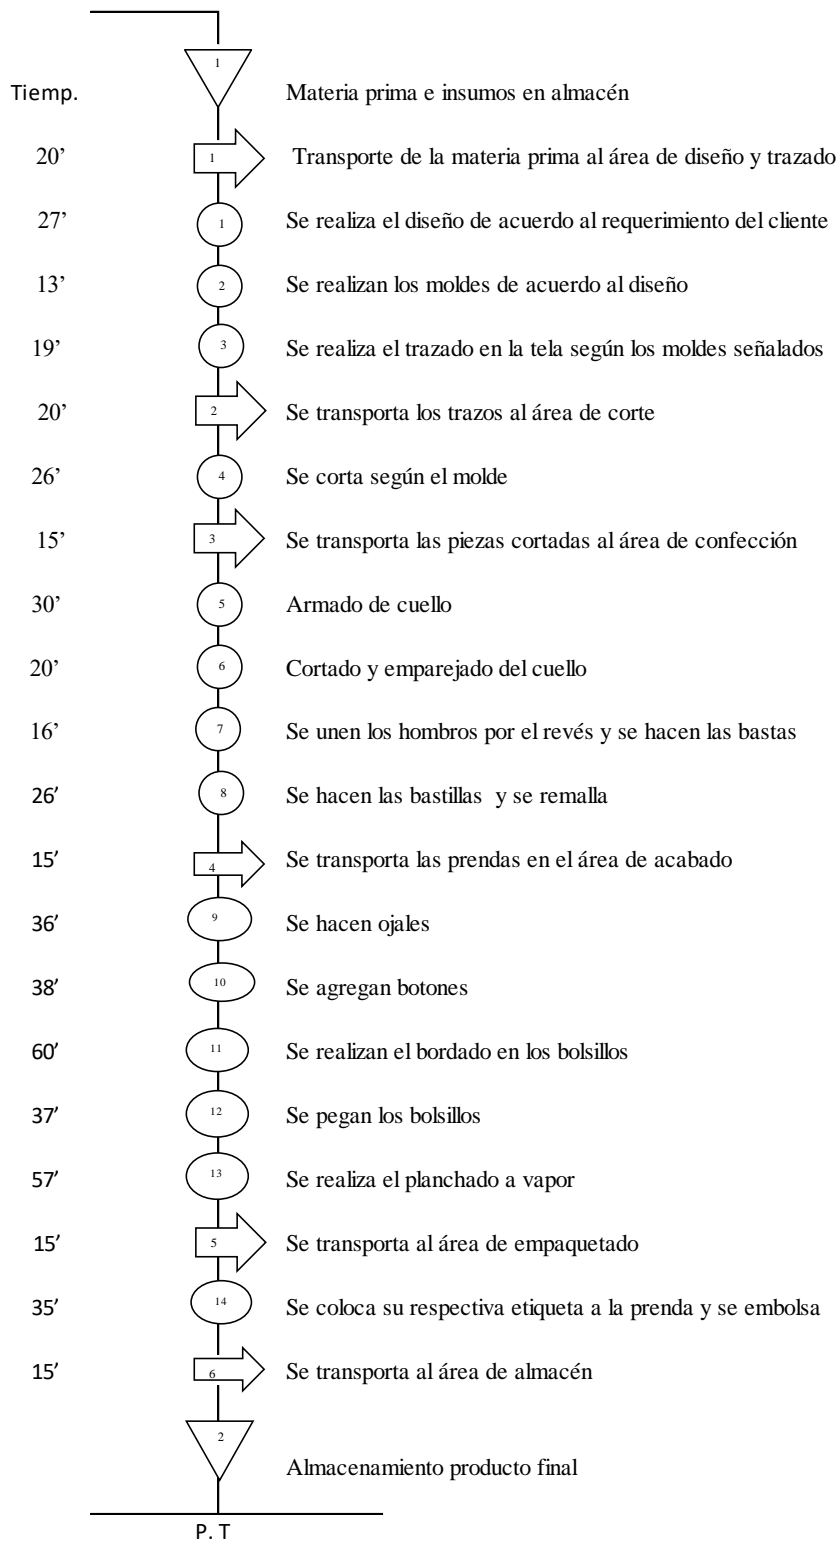 1
Tiemp. Materia prima e insumos en almacén
20’ 1 Transporte de la materia prima al área de diseño y trazado
27’ 1 Se realiza el diseño de acuerdo al requerimiento del cliente
13’ 2 Se realizan los moldes de acuerdo al diseño
19’ 3 Se realiza el trazado en la tela según los moldes señalados
20’ 2 Se transporta los trazos al área de corte
26’ 4 Se corta según el molde
15’ 3 Se transporta las piezas cortadas al área de confección
30’ 5 Armado de cuello
20’ 6 Cortado y emparejado del cuello
16’ 7 Se unen los hombros por el revés y se hacen las bastas
26’ 8 Se hacen las bastillas y se remalla
15’ 4 Se transporta las prendas en el área de acabado
36’ 9 Se hacen ojales
38’ 10 Se agregan botones
60’ 11 Se realizan el bordado en los bolsillos
37’ 12 Se pegan los bolsillos
57’ 13 Se realiza el planchado a vapor
15’ 5 Se transporta al área de empaquetado
35’ 14 Se coloca su respectiva etiqueta a la prenda y se embolsa
15’ 6 Se transporta al área de almacén
2
Almacenamiento producto final
P. T